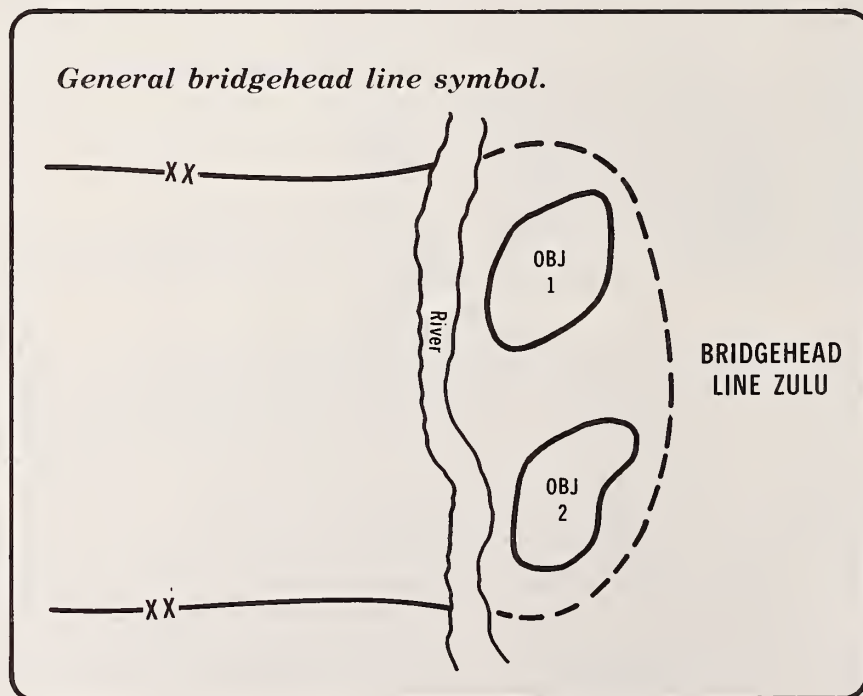 General bridgehead line symbol.
XX
OBJ
1
River
BRIDGEHEAD
LINE ZULU
OBJ
2
XX